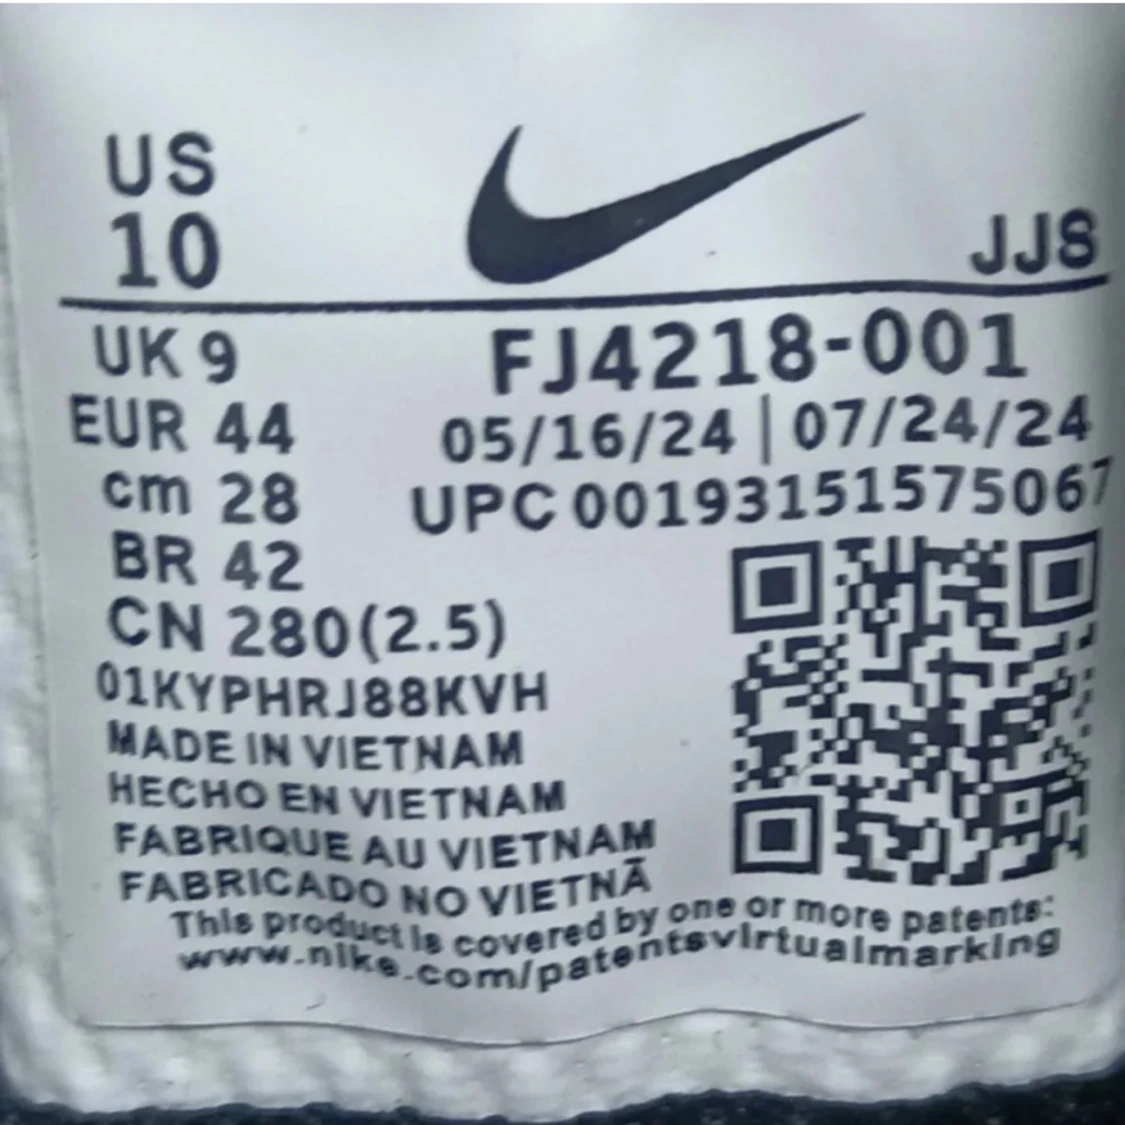 US
10
JJS
UK 9
FJ4218-001
EUR 44
05/16/24 | 07/24/24
cm 28
UPC 00193151575067
BR 42
CN 280(2.5)
01KYPHRJ88KVH
MADE IN VIETNAM
HECHO EN VIETNAM
FABRIQUE AU VIETNAM
FABRICADO NO VIETNÃ
This product is covered by one or more patents:
www.nike.com/patentsvirtualmarking